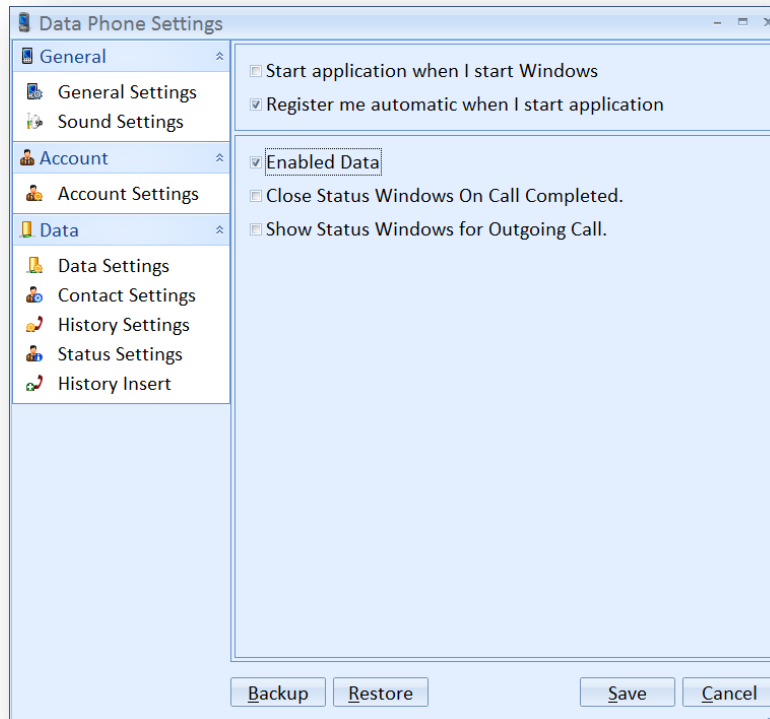 Data Phone Settings
General
General Settings
Sound Settings
Account
Account Settings
Data
Data Settings
Contact Settings
History Settings
Status Settings
History Insert
Start application when I start Windows
Register me automatic when I start application
Enabled Data
Close Status Windows On Call Completed.
Show Status Windows for Outgoing Call.
Backup Restore Save Cancel